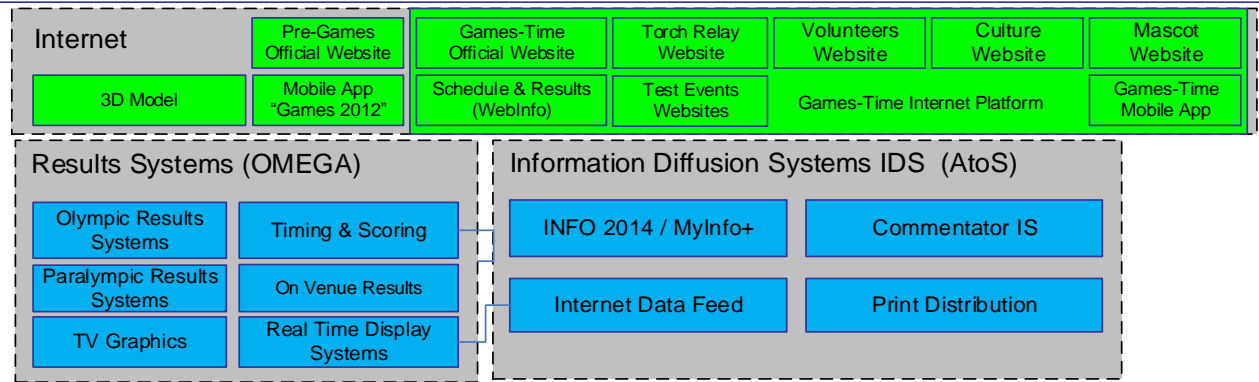 Internet
Pre-Games
Official Website
Games-Time
Official Website
Torch Relay
Website
Volunteers
Website
Culture
Website
Mascot
Website
3D Model
Mobile App
“Games 2012”
Schedule & Results
(WebInfo)
Test Events
Websites
Games-Time Internet Platform
Games-Time
Mobile App
Results Systems (OMEGA)
Olympic Results
Systems
Timing & Scoring
Paralympic Results
Systems
On Venue Results
TV Graphics
Real Time Display
Systems
Information Diffusion Systems IDS (AtoS)
INFO 2014 / MyInfo+
Commentator IS
Internet Data Feed
Print Distribution